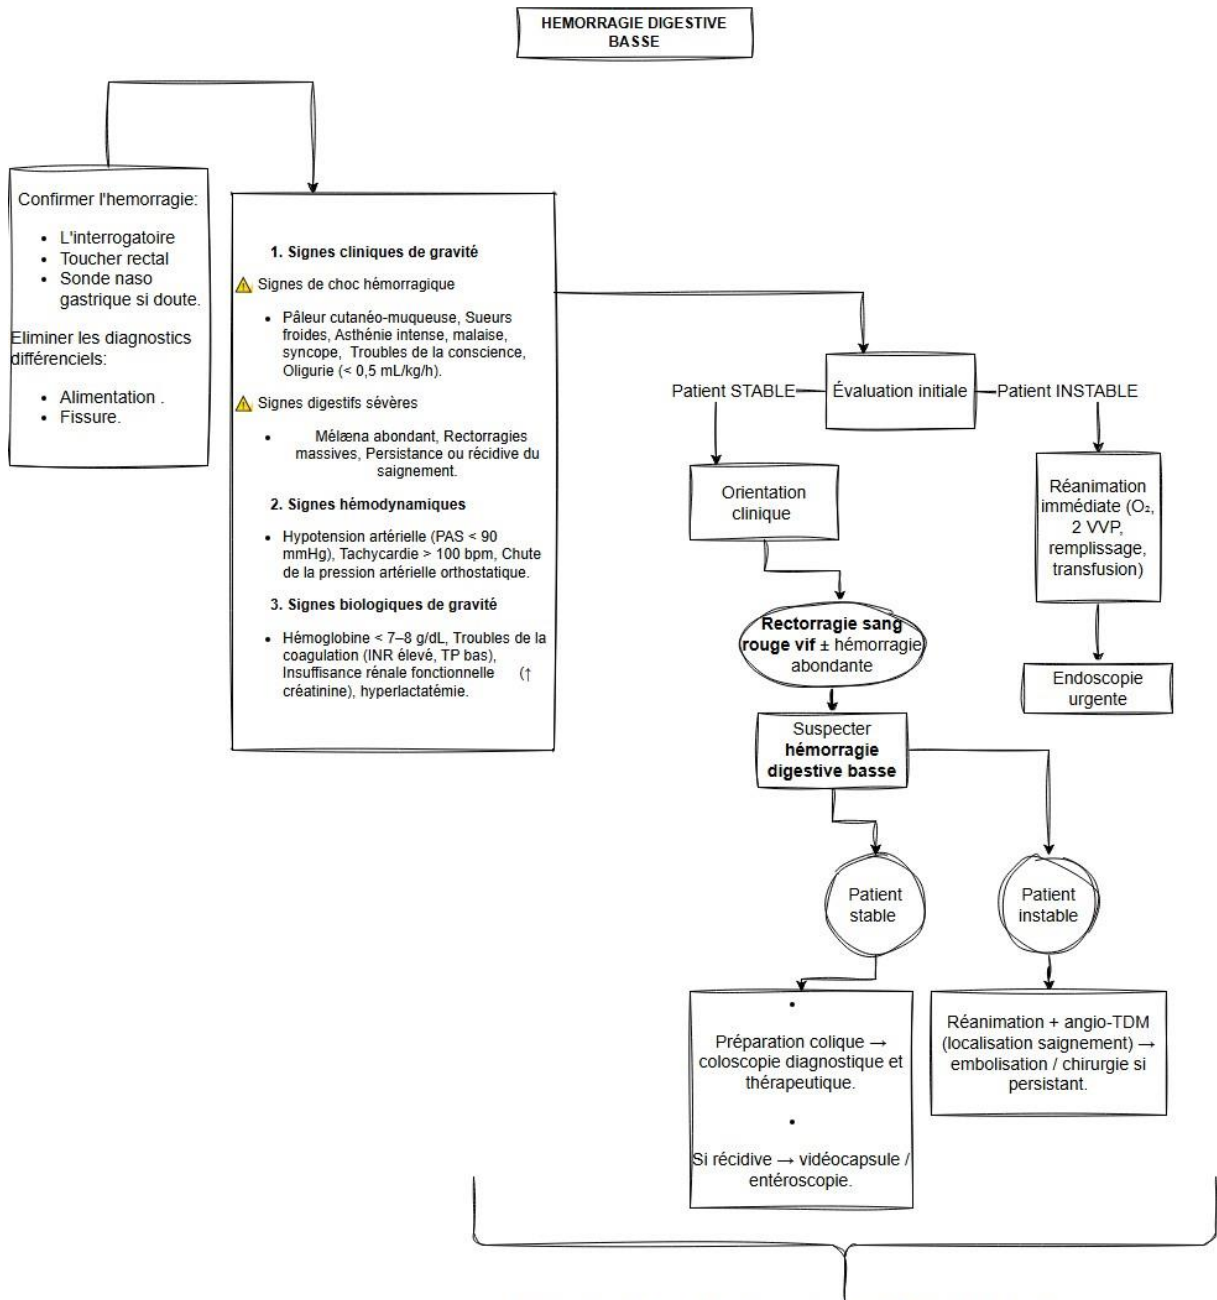 HEMORRAGIE DIGESTIVE
BASSE
Confirmer l'hemorragie:
• L'interrogatoire
• Toucher rectal
• Sonde naso
gastrique si doute.
Eliminer les diagnostics
différenciels:
• Alimentation .
• Fissure.
1. Signes cliniques de gravité
⚠ Signes de choc hémorragique
• Pâleur cutanéo-muqueuse, Sueurs
froides, Asthénie intense, malaise,
syncope, Troubles de la conscience,
Oligurie (< 0,5 mL/kg/h).
⚠ Signes digestifs sévères
• Mélæna abondant, Rectorragies
massives, Persistance ou récidive du
saignement.
2. Signes hémodynamiques
• Hypotension artérielle (PAS < 90
mmHg), Tachycardie > 100 bpm, Chute
de la pression artérielle orthostatique.
3. Signes biologiques de gravité
• Hémoglobine < 7–8 g/dL, Troubles de la
coagulation (INR élevé, TP bas),
Insuffisance rénale fonctionnelle (↑
créatinine), hyperlactatémie.
Évaluation initiale
Patient STABLE
Patient INSTABLE
Orientation
clinique
Réanimation
immédiate (O₂,
2 VVP,
remplissage,
transfusion)
Endoscopie
urgente
Rectorragie sang
rouge vif ± hémorragie
abondante
Suspecter
hémorragie
digestive basse
Patient
stable
Patient
instable
•
Préparation colique →
coloscopie diagnostique et
thérapeutique.
•
Si récidive → vidéocapsule /
entéroscopie.
Réanimation + angio-TDM
(localisation saignement) →
embolisation / chirurgie si
persistant.